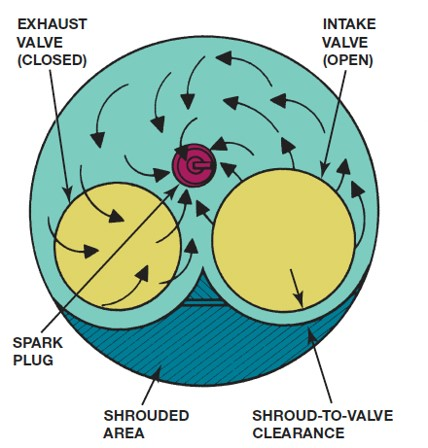 EXHAUST
VALVE
(CLOSED)
INTAKE
VALVE
(OPEN)
SPARK
PLUG
SHROUDED
AREA
SHROUD-TO-VALVE
CLEARANCE